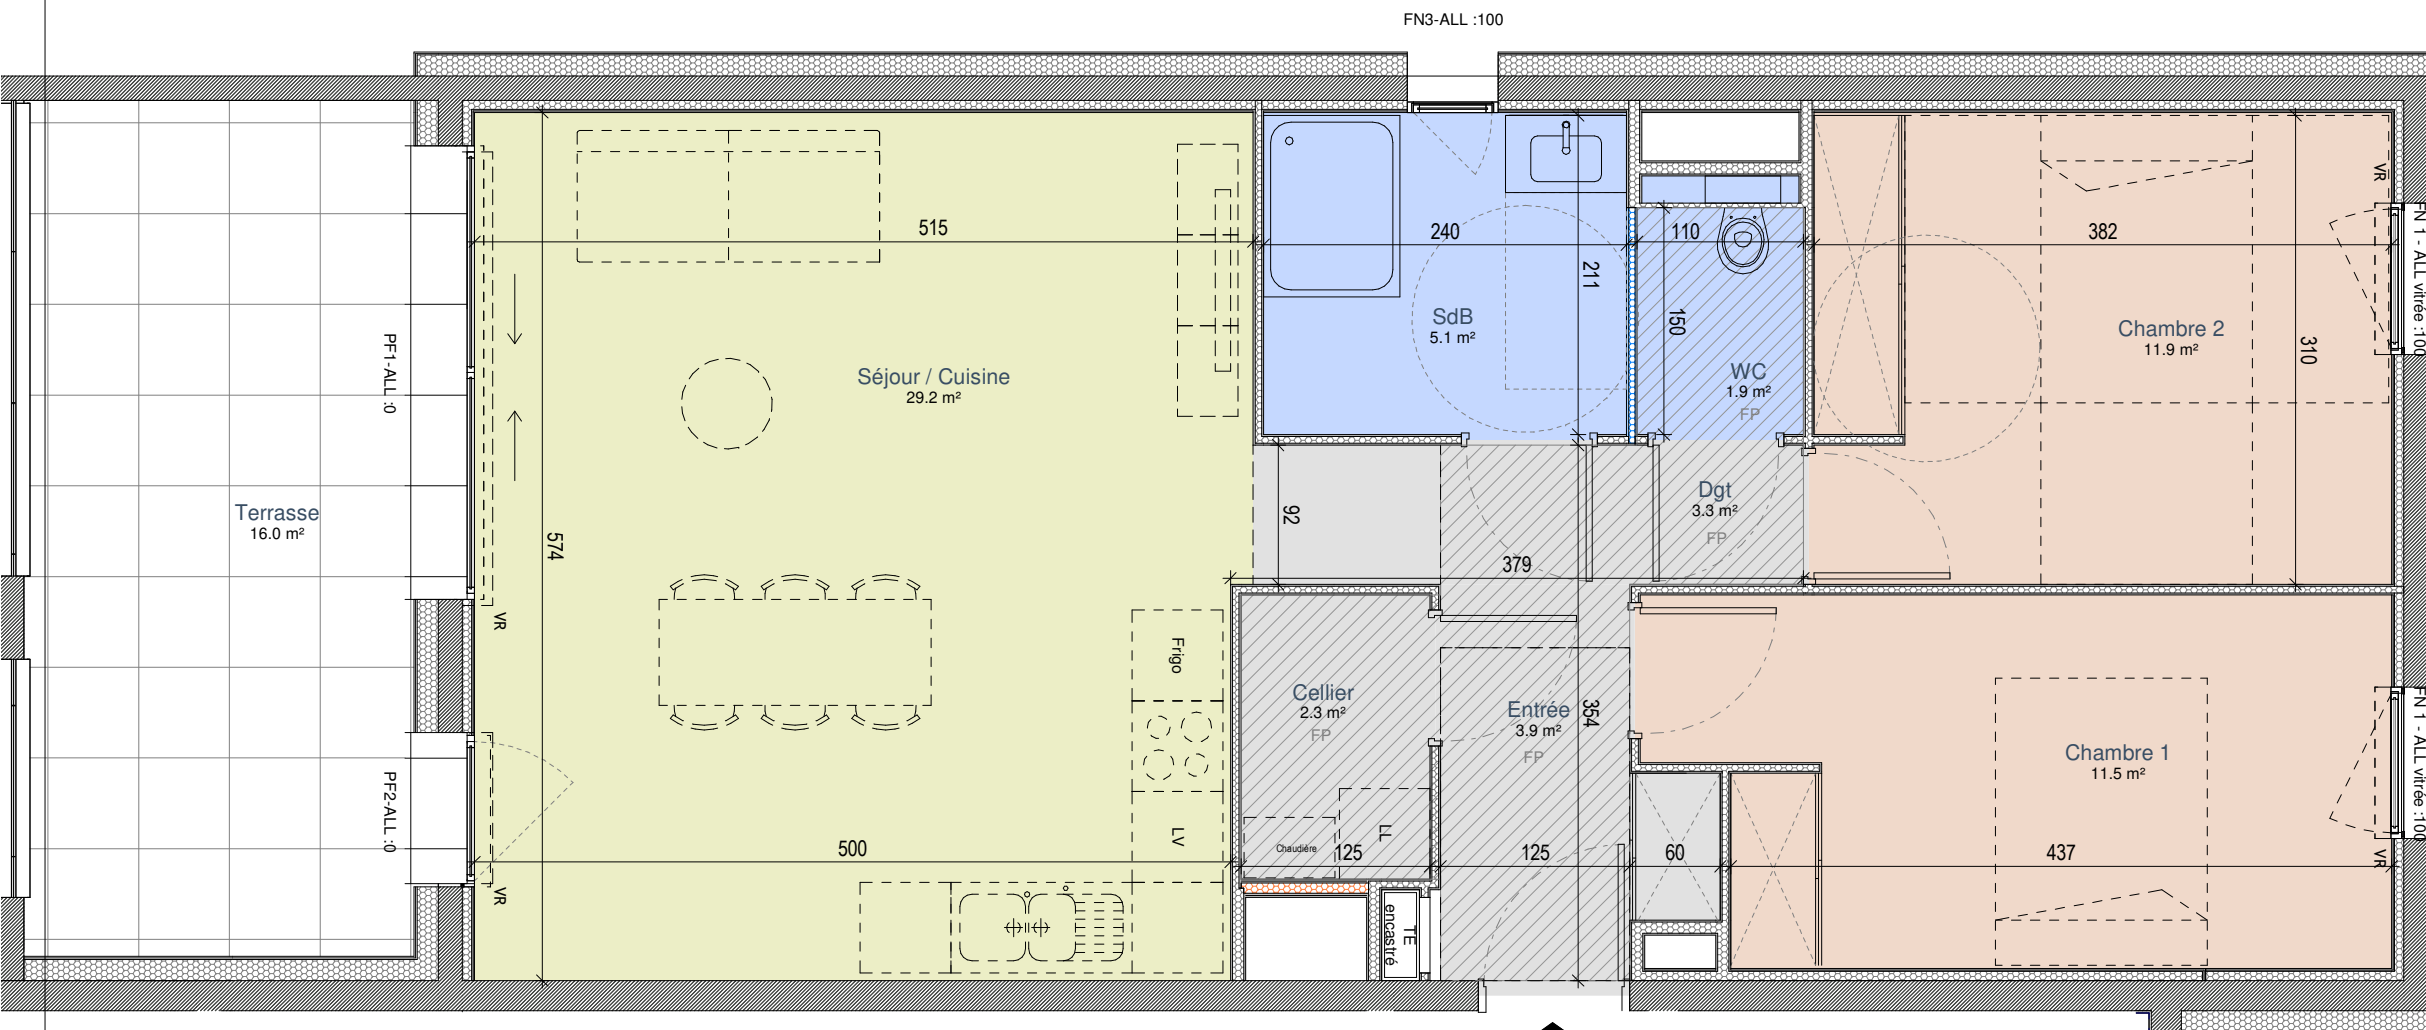 FN3-ALL :100
515
240
110
382
211
150
VR
FN 1 - ALL vitrée :100
SdB
5.1 m²
WC
1.9 m²
FP
Chambre 2
11.9 m²
310
PF1-ALL :0
Séjour / Cuisine
29.2 m²
Terrasse
16.0 m²
574
92
Dgt
3.3 m²
FP
379
VR
Frigo
Cellier
2.3 m²
FP
Entrée
3.9 m²
FP
354
Chambre 1
11.5 m²
FN 1 - ALL vitrée :100
VR
PF2-ALL :0
VR
LV
LL
Chaudière
500
125
125
60
437
TE
encastré